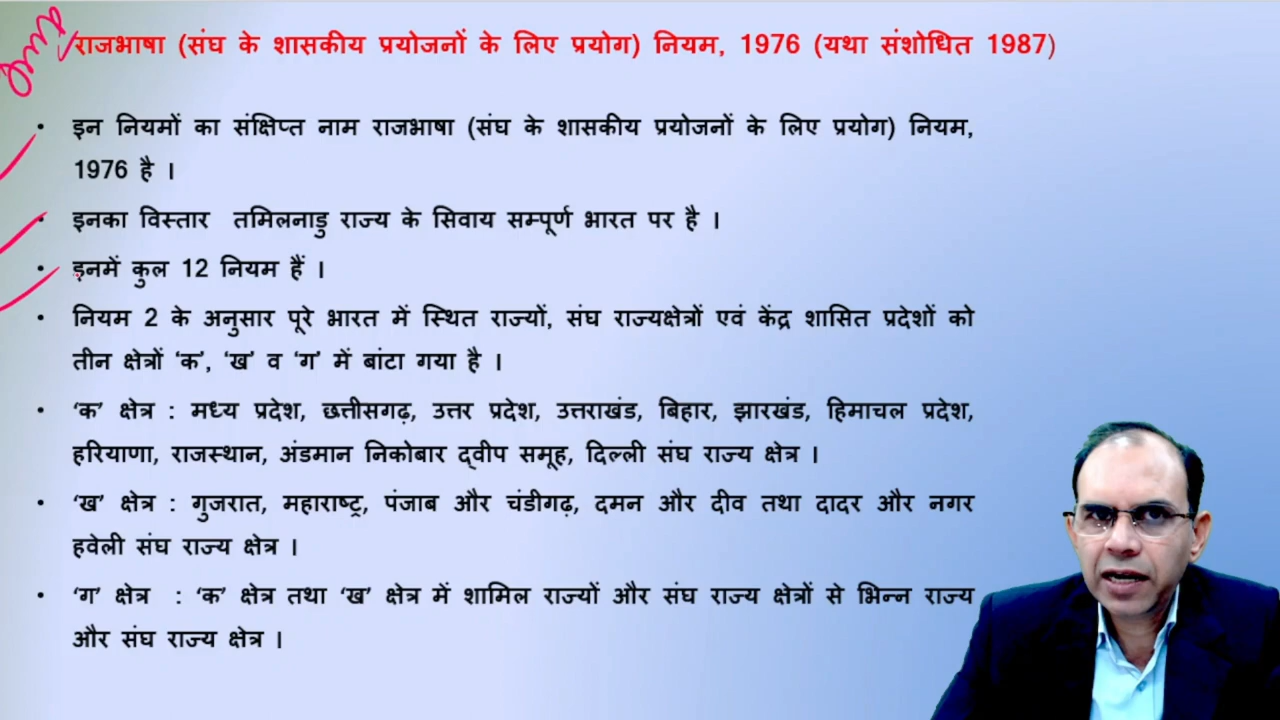 राजभाषा (संघ के शासकीय प्रयोजनों के लिए प्रयोग) नियम, 1976 (यथा संशोधित 1987)
• इन नियमों का संक्षिप्त नाम राजभाषा (संघ के शासकीय प्रयोजनों के लिए प्रयोग) नियम,
1976 है ।
• इनका विस्तार तमिलनाडु राज्य के सिवाय सम्पूर्ण भारत पर है ।
• इनमें कुल 12 नियम हैं ।
• नियम 2 के अनुसार पूरे भारत में स्थित राज्यों, संघ राज्यक्षेत्रों एवं केंद्र शासित प्रदेशों को
तीन क्षेत्रों ‘क’, ‘ख’ व ‘ग’ में बांटा गया है ।
• ‘क’ क्षेत्र : मध्य प्रदेश, छत्तीसगढ़, उत्तर प्रदेश, उत्तराखंड, बिहार, झारखंड, हिमाचल प्रदेश,
हरियाणा, राजस्थान, अंडमान निकोबार द्वीप समूह, दिल्ली संघ राज्य क्षेत्र ।
• ‘ख’ क्षेत्र : गुजरात, महाराष्ट्र, पंजाब और चंडीगढ़, दमन और दीव तथा दादर और नगर
हवेली संघ राज्य क्षेत्र ।
• ‘ग’ क्षेत्र : ‘क’ क्षेत्र तथा ‘ख’ क्षेत्र में शामिल राज्यों और संघ राज्य क्षेत्रों से भिन्न राज्य
और संघ राज्य क्षेत्र ।